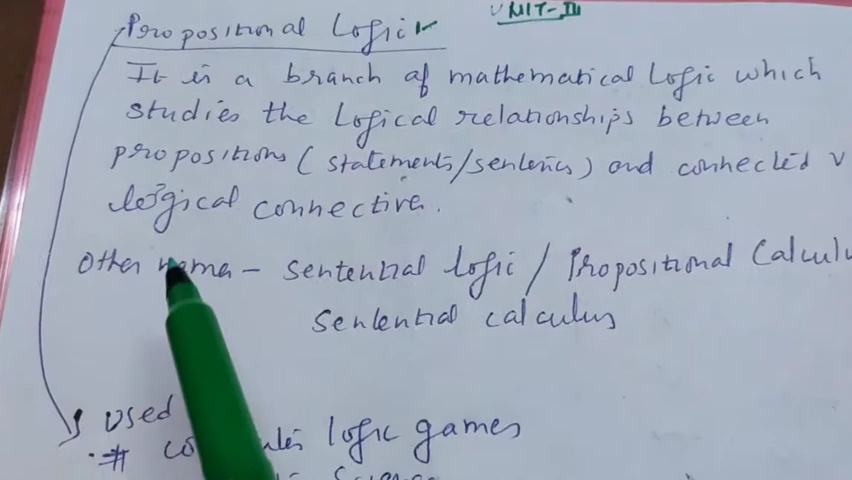 UNIT-III
Propositional Logic
It is a branch of mathematical Logic which
studies the Logical relationships between
propositions (statements/sentences) and connected
logical connective.
Other name - Sentential Logic / Propositional Calculu
Sentential calculus
used
# logic games